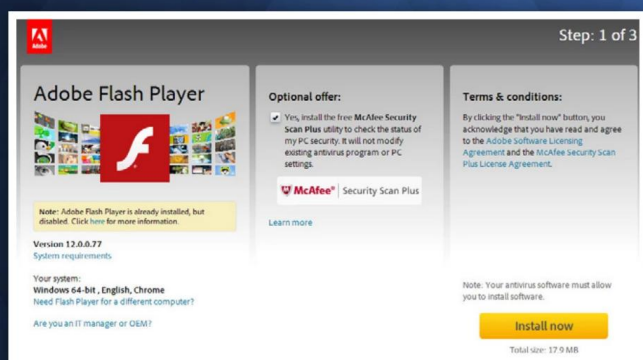 Adobe
Step: 1 of 3
Adobe Flash Player
Note: Adobe Flash Player is already installed, but
disabled. Click here for more information.
Version 12.0.0.77
System requirements
Your system:
Windows 64-bit , English, Chrome
Need Flash Player for a different computer?
Are you an IT manager or OEM?
Optional offer:
Yes, install the free McAfee Security
Scan Plus utility to check the status of
my PC security. It will not modify
existing antivirus program or PC
settings.
McAfee® Security Scan Plus
Learn more
Terms & conditions:
By clicking the "Install now" button, you
acknowledge that you have read and agree
to the Adobe Software Licensing
Agreement and the McAfee Security Scan
Plus License Agreement.
Note: Your antivirus software must allow
you to install software.
Install now
Total size: 17.9 MB